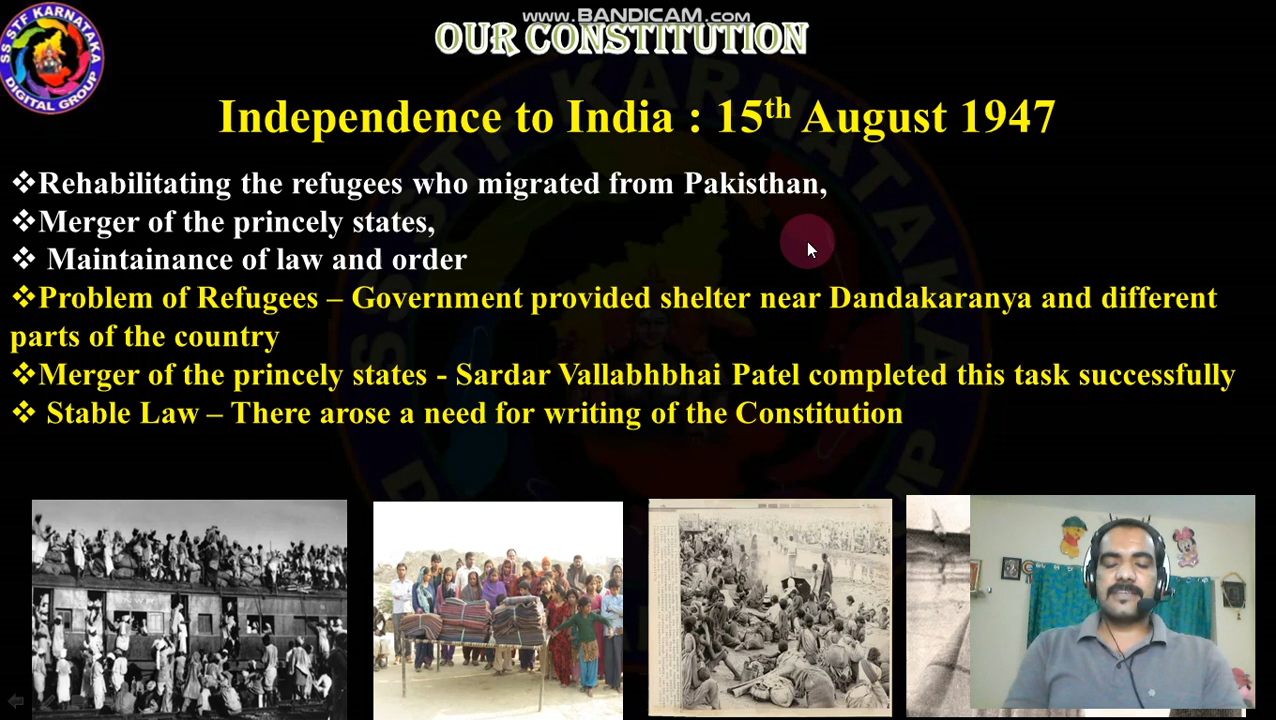 www.BANDICAM.com
OUR CONSTITUTION
SS STF KARNATAKA
DIGITAL GROUP
Independence to India : 15th August 1947
❖Rehabilitating the refugees who migrated from Pakisthan,
❖Merger of the princely states,
❖ Maintainance of law and order
❖Problem of Refugees – Government provided shelter near Dandakaranya and different
parts of the country
❖Merger of the princely states - Sardar Vallabhbhai Patel completed this task successfully
❖ Stable Law – There arose a need for writing of the Constitution